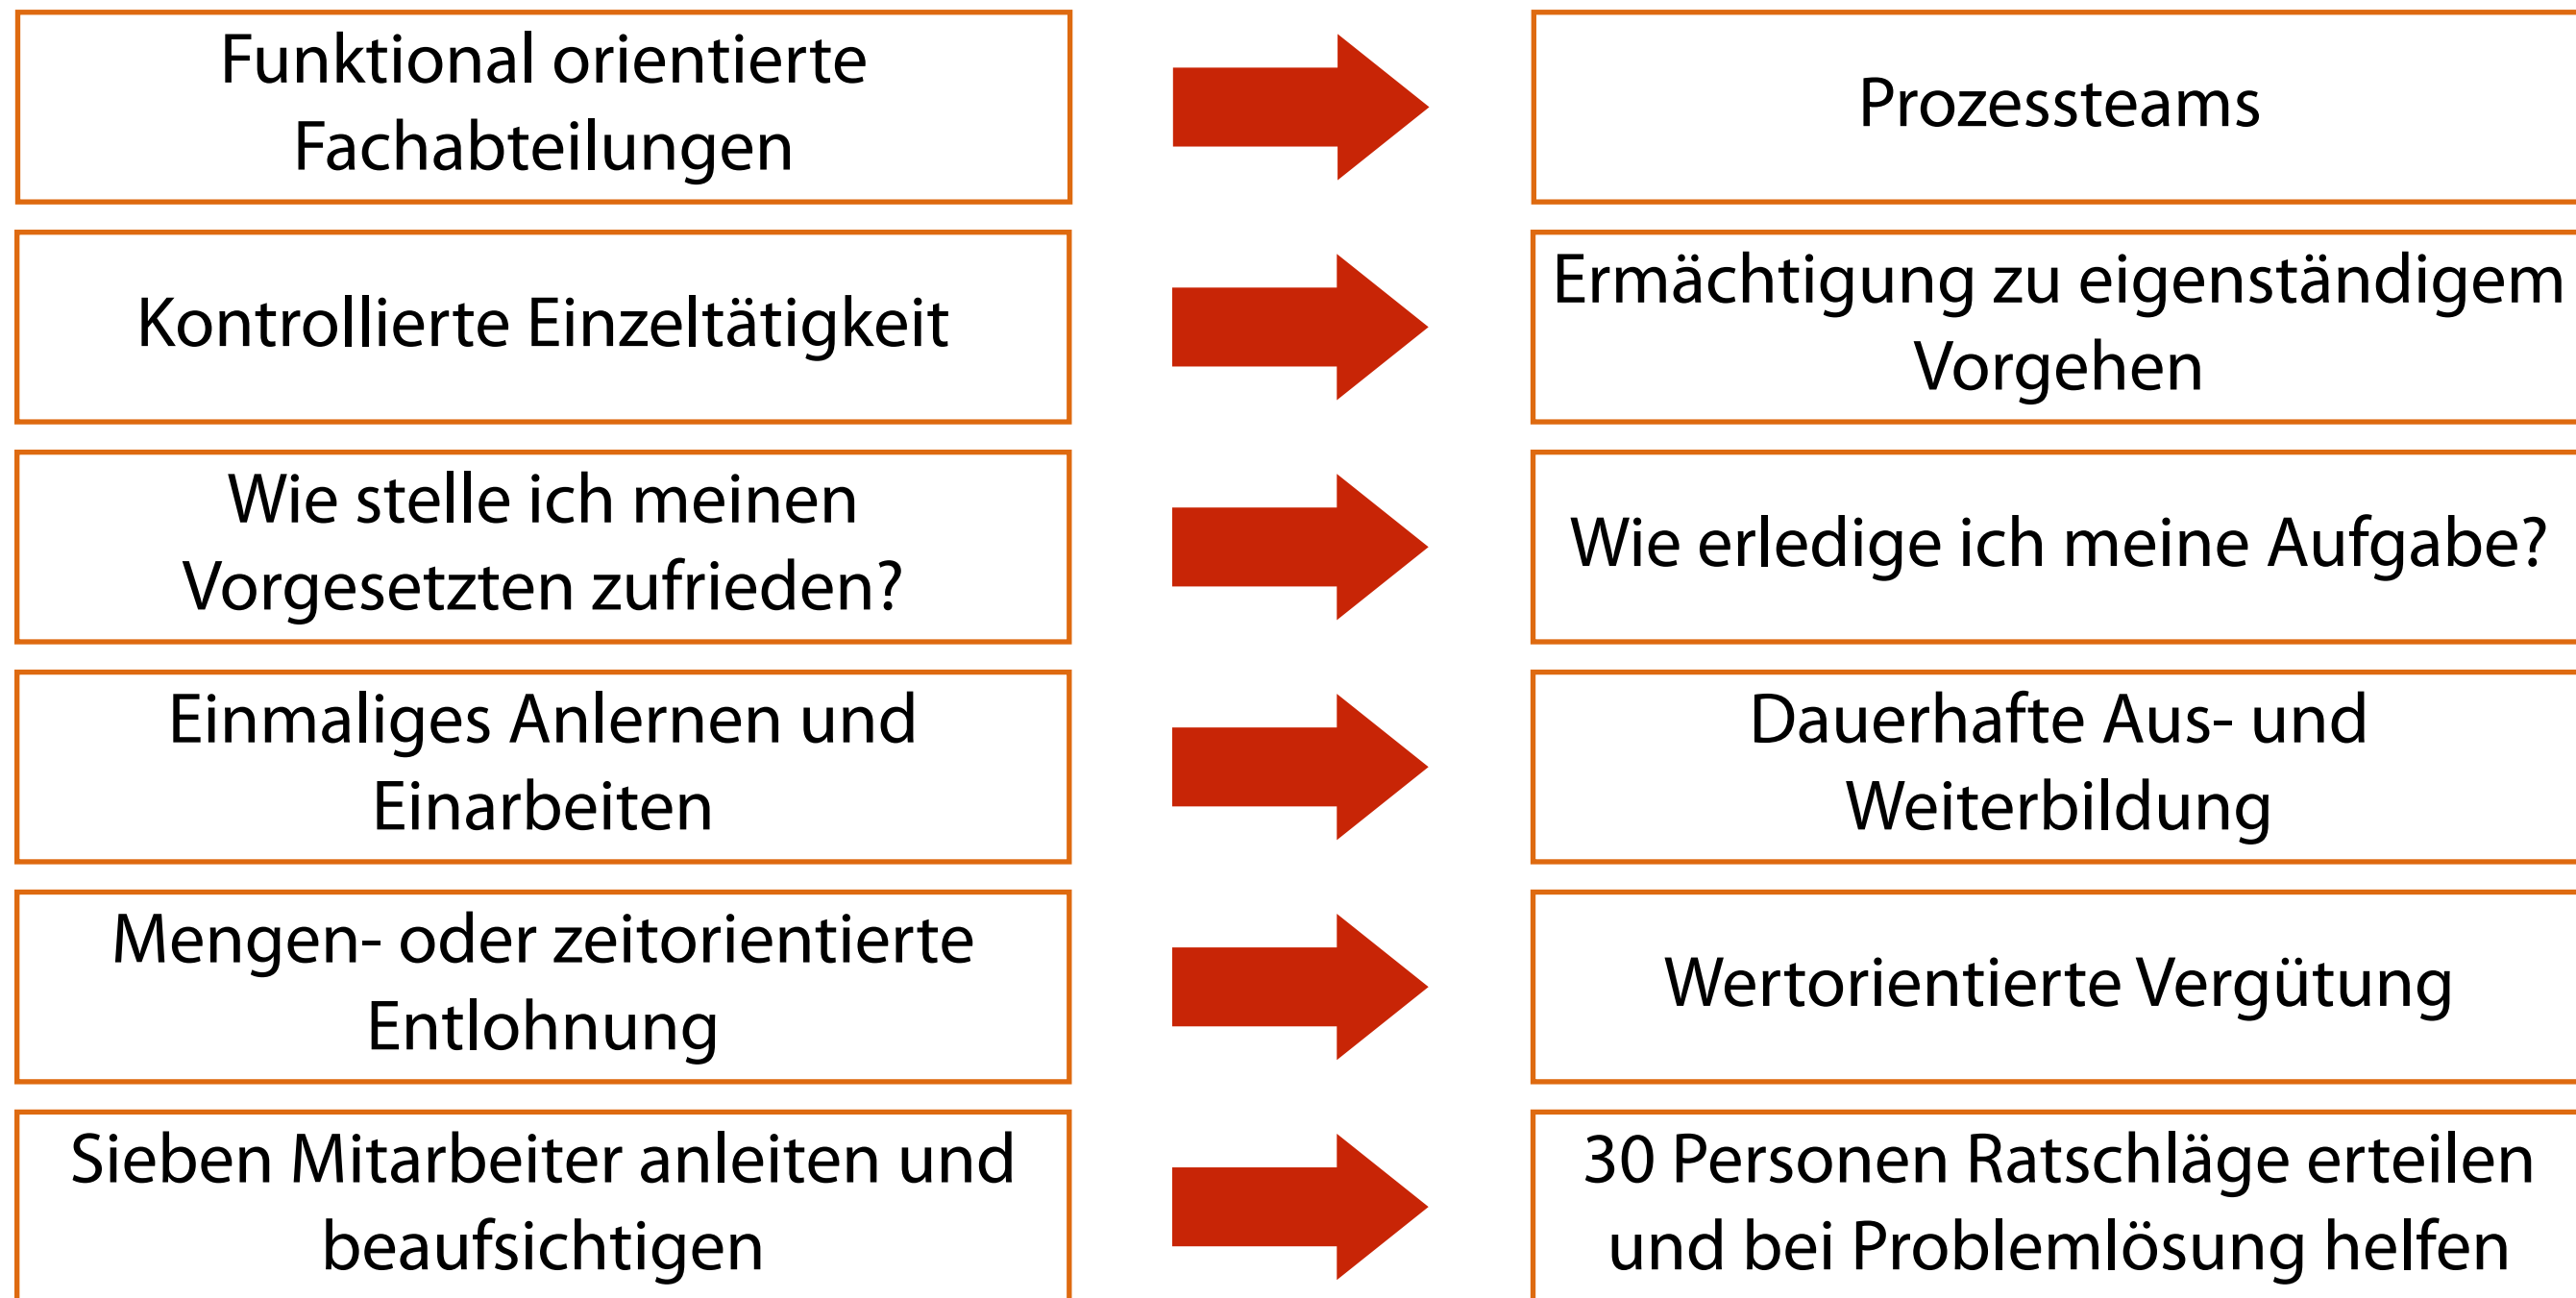 Funktional orientierte
Fachabteilungen
Prozessteams
Kontrollierte Einzeltätigkeit
Ermächtigung zu eigenständigem
Vorgehen
Wie stelle ich meinen
Vorgesetzten zufrieden?
Wie erledige ich meine Aufgabe?
Einmaliges Anlernen und
Einarbeiten
Dauerhafte Aus- und
Weiterbildung
Mengen- oder zeitorientierte
Entlohnung
Wertorientierte Vergütung
Sieben Mitarbeiter anleiten und
beaufsichtigen
30 Personen Ratschläge erteilen
und bei Problemlösung helfen